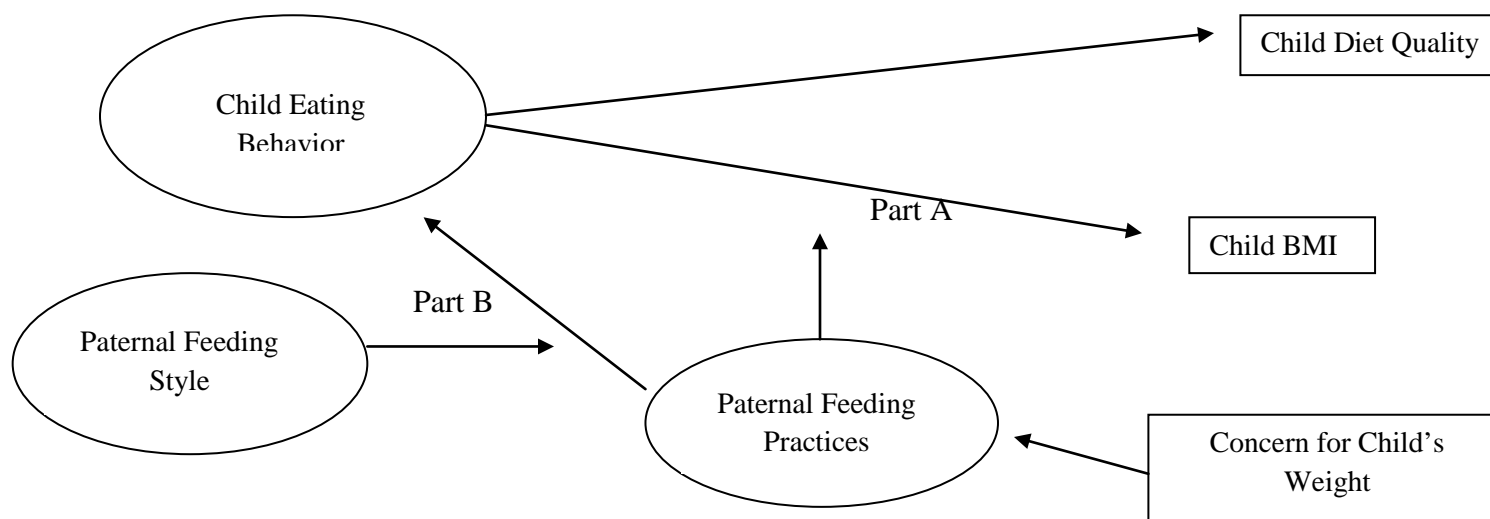 Child Diet Quality
Child Eating
Behavior
Part A
Child BMI
Part B
Paternal Feeding
Style
Paternal Feeding
Practices
Concern for Child’s
Weight